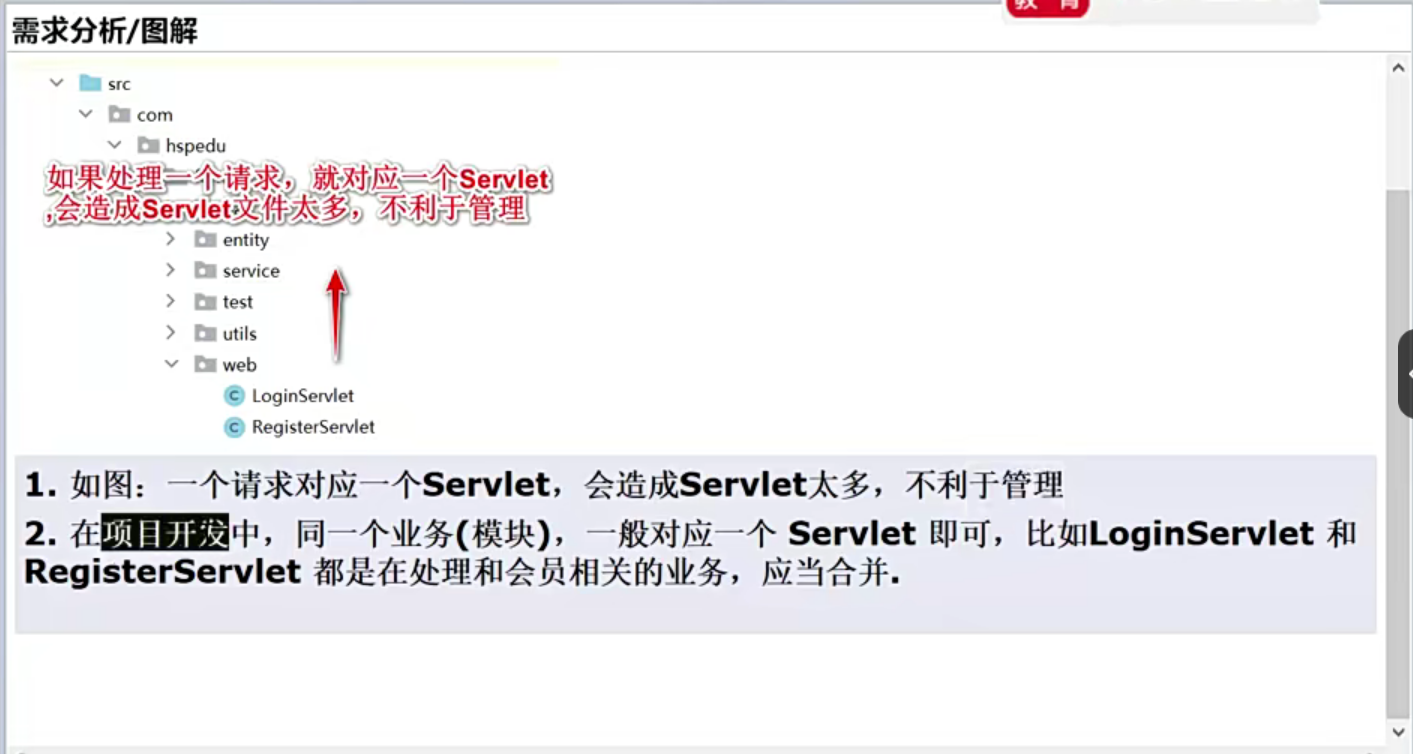 教 育
需求分析/图解
src
com
hspedu
如果处理一个请求，就对应一个Servlet
,会造成Servlet文件太多，不利于管理
entity
service
test
utils
web
C LoginServlet
C RegisterServlet
1. 如图：一个请求对应一个Servlet，会造成Servlet太多，不利于管理
2. 在项目开发中，同一个业务(模块)，一般对应一个 Servlet 即可，比如LoginServlet 和
RegisterServlet 都是在处理和会员相关的业务，应当合并.